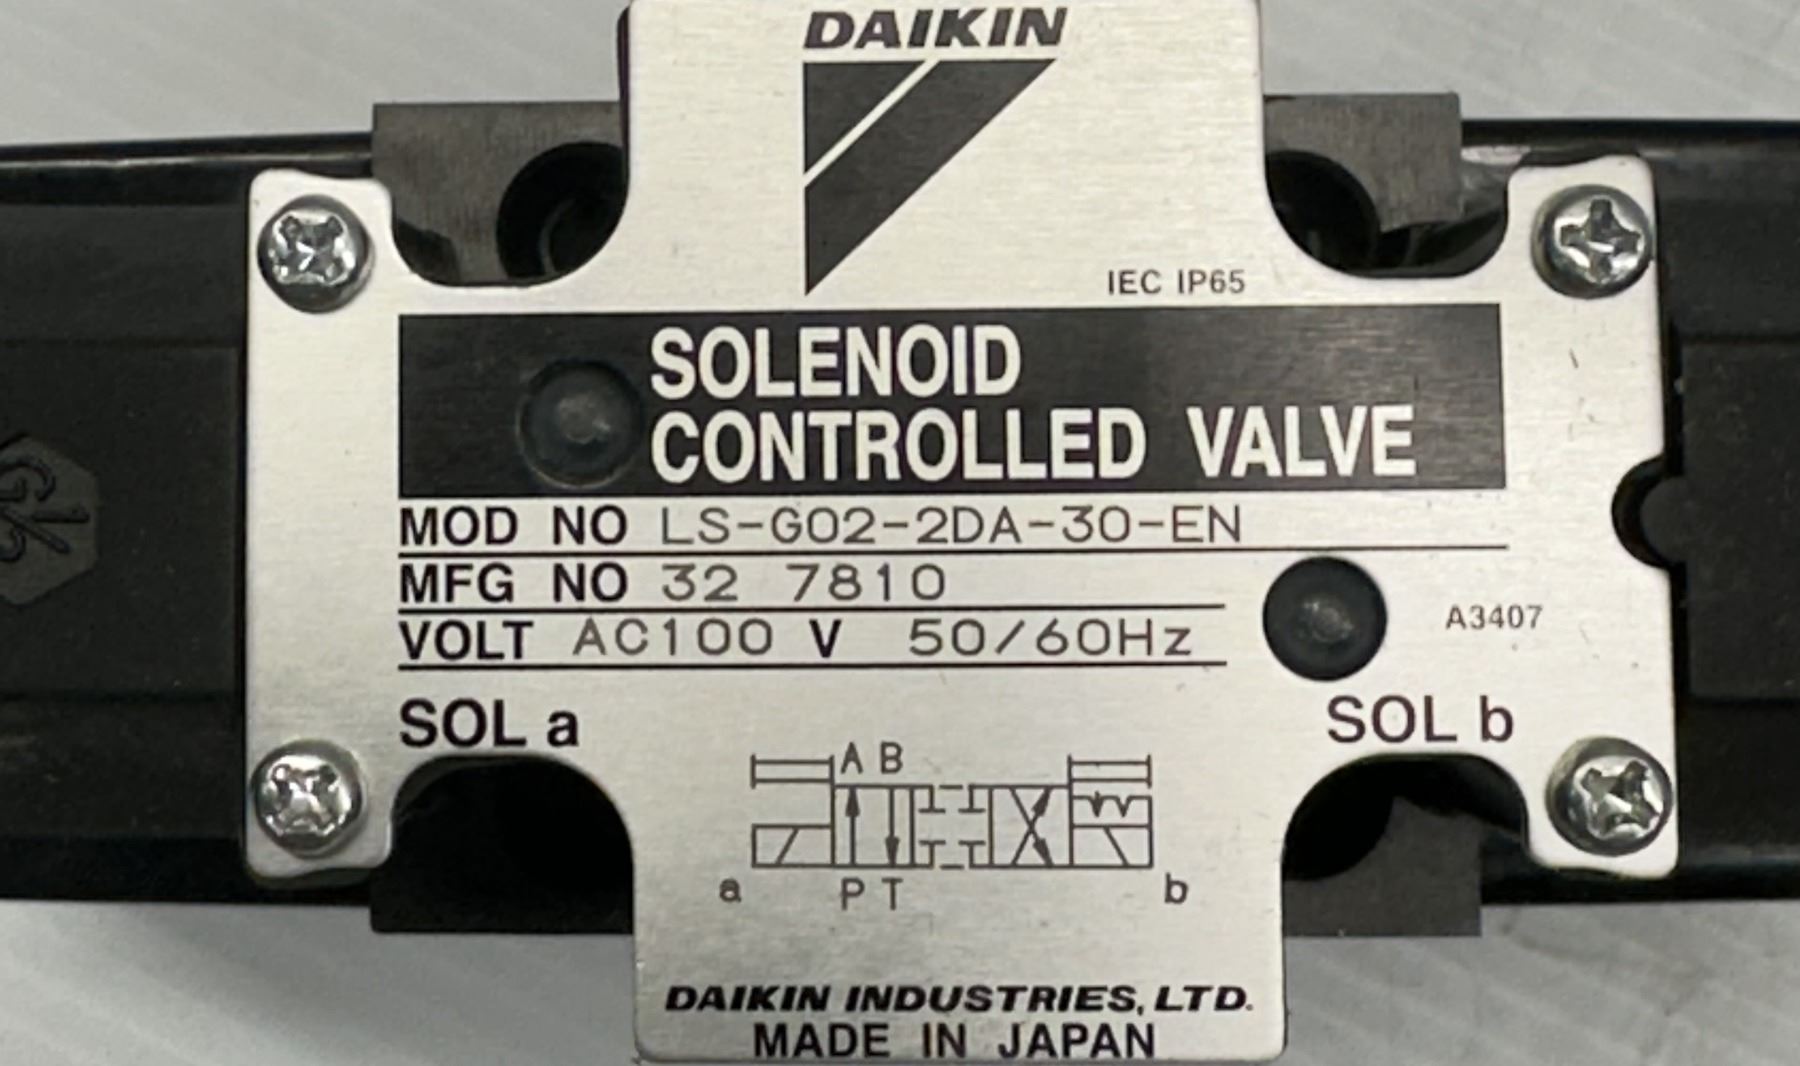 DAIKIN
IEC IP65
SOLENOID
CONTROLLED VALVE
MOD NO LS-G02-2DA-30-EN
MFG NO 32 7810
VOLT AC100 V 50/60Hz
A3407
SOL a
SOL b
A B
a P T b
DAIKIN INDUSTRIES, LTD.
MADE IN JAPAN